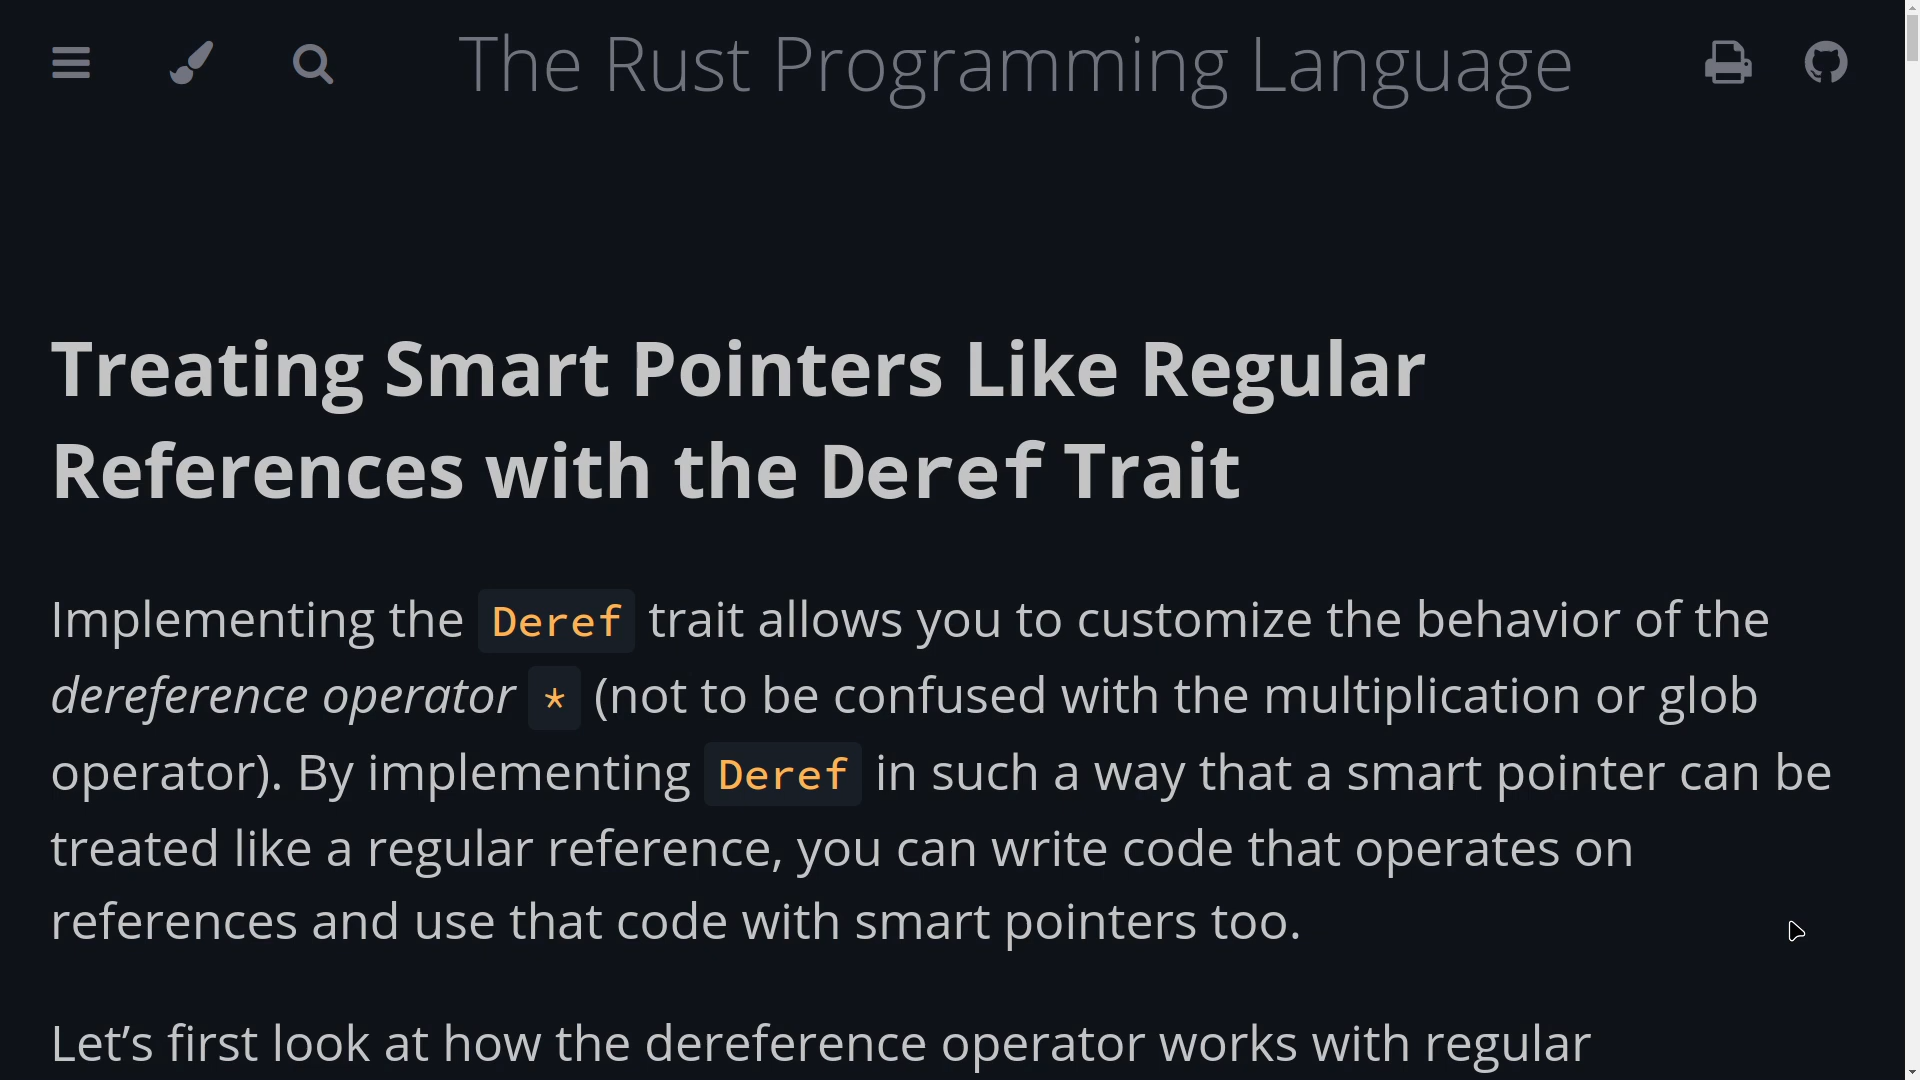 The Rust Programming Language
Treating Smart Pointers Like Regular
References with the Deref Trait
Implementing the Deref trait allows you to customize the behavior of the
dereference operator * (not to be confused with the multiplication or glob
operator). By implementing Deref in such a way that a smart pointer can be
treated like a regular reference, you can write code that operates on
references and use that code with smart pointers too.
Let’s first look at how the dereference operator works with regular